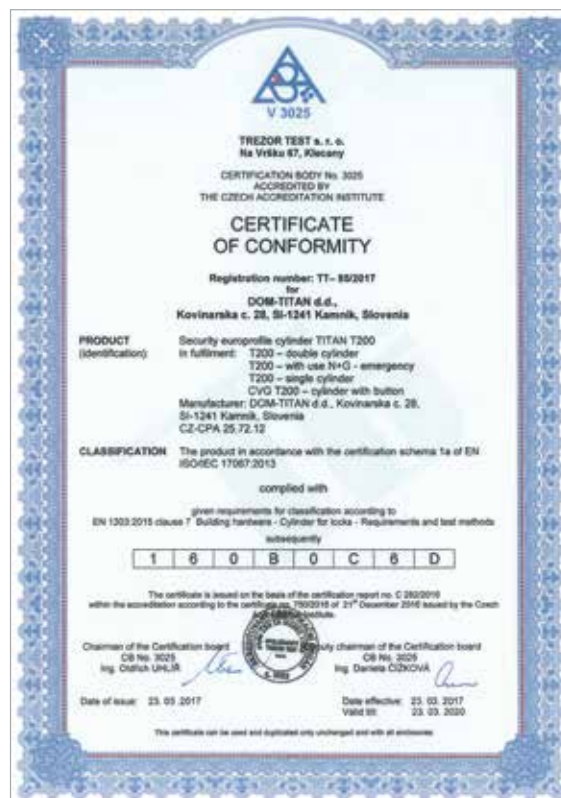 V 3025
TREZOR TEST s. r. o.
Na Vršku 67, Klecany
CERTIFICATION BODY No. 3025
ACCREDITED BY
THE CZECH ACCREDITATION INSTITUTE
CERTIFICATE
OF CONFORMITY
Registration number: TT– /2017
for
DOM-TITAN d.d.,
Kovinarska c. 28, SI-1241 Kamnik, Slovenia
PRODUCT Security europrofile cylinder TITAN T200
(identification): In fulfilment: T200 – double cylinder
T200 – with use N+G - emergency
T200 – single cylinder
CVG T200 – cylinder with button
Manufacturer: DOM-TITAN d.d., Kovinarska c. 28,
SI-1241 Kamnik, Slovenia
CZ-CPA 25.72.12
CLASSIFICATION The product in accordance with the certification schema 1a of EN
ISO/IEC 17067:2013
complied with
given requirements for classification according to
EN 1303:2015 clause 7 Building hardware - Cylinder for locks - Requirements and test methods
subsequently
1 6 0 B 0 C 6 D
The certificate is issued on the basis of the certification report no. C 282/2016
within the accreditation according to the certificate no. 750/2016 of 21st December 2016 issued by the Czech
Institute.
Chairman of the Certification board deputy chairman of the Certification board
CB No. 3025 CB No. 3025
Ing. Oldřich UHLÍŘ Ing. Daniela ČÍŽKOVÁ
Date of issue: 23. 03. 2017 Date effective: 23. 03. 2017
Valid till: 23. 03. 2020
This certificate can be used and duplicated only unchanged and with all enclosures